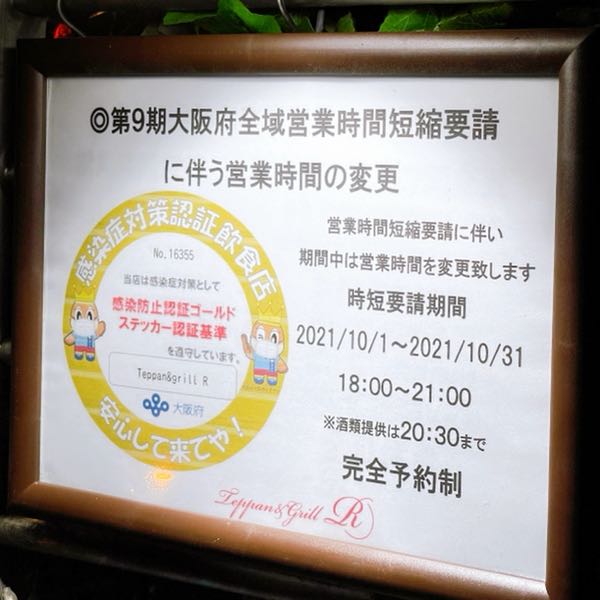 ◎第9期大阪府全域営業時間短縮要請
に伴う営業時間の変更
感染症対策認証飲食店
No.16355
当店は感染症対策として
感染防止認証ゴールド
ステッカー認証基準
を遵守しています。
Teppan&grill R
大阪府
安心して来てや!
営業時間短縮要請に伴い
期間中は営業時間を変更致します
時短要請期間
2021/10/1～2021/10/31
18:00～21:00
※酒類提供は20:30まで
完全予約制
Teppan&Grill R